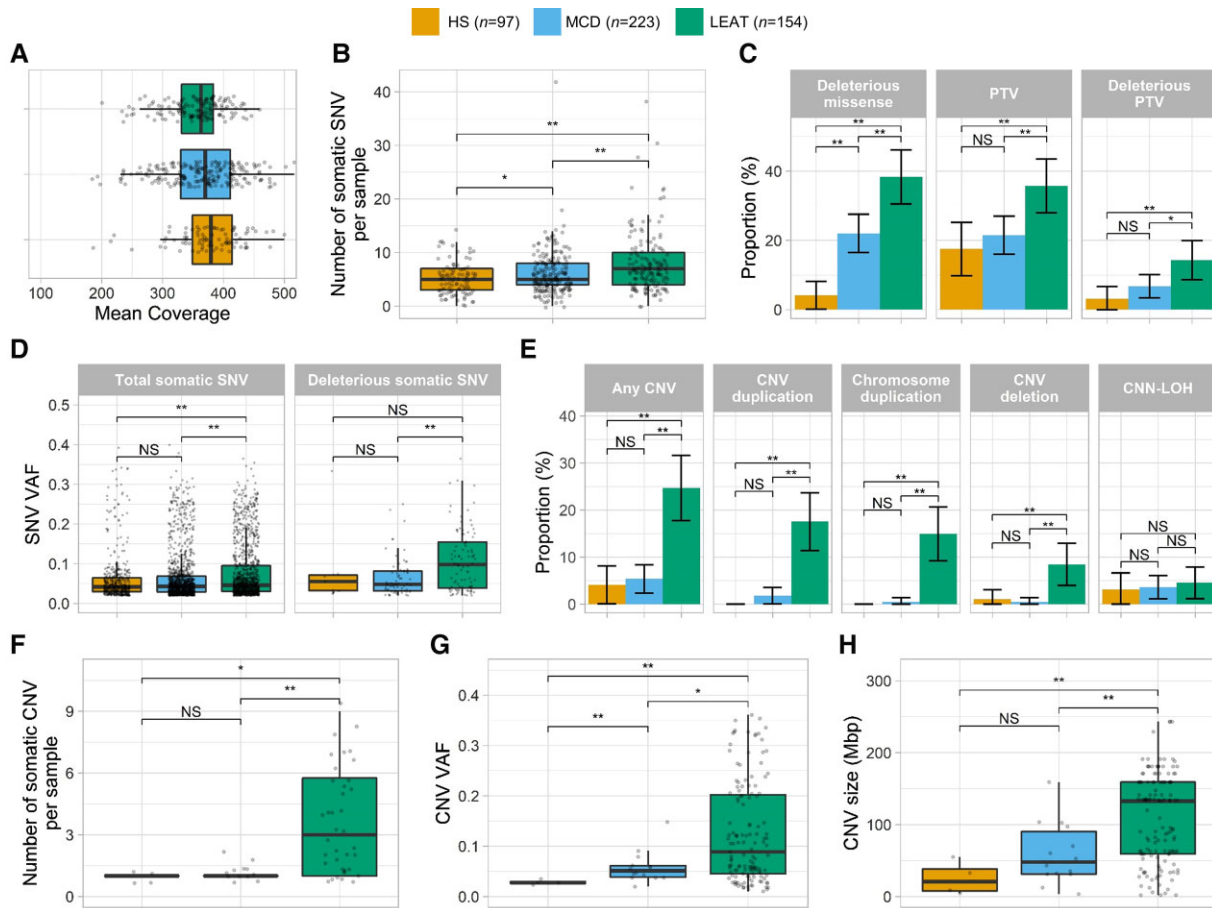 HS (n=97) MCD (n=223) LEAT (n=154)
A
100 200 300 400 500
Mean Coverage
B
Number of somatic SNV
per sample
40
30
20
10
0
**
**
*
C
Proportion (%)
40
20
0
Deleterious
missense
**
**
**
PTV
**
NS
**
Deleterious
PTV
**
NS
*
D
SNV VAF
0.5
0.4
0.3
0.2
0.1
0.0
Total somatic SNV
**
NS
**
Deleterious somatic SNV
NS
NS
**
E
Proportion (%)
40
30
20
10
0
Any CNV
**
NS
**
CNV
duplication
**
NS
**
Chromosome
duplication
**
NS
**
CNV
deletion
**
NS
**
CNN-LOH
NS
NS
NS
F
Number of somatic CNV
per sample
9
6
3
0
*
NS
**
G
CNV VAF
0.4
0.3
0.2
0.1
0.0
**
**
*
H
CNV size (Mbp)
300
200
100
0
**
NS
**